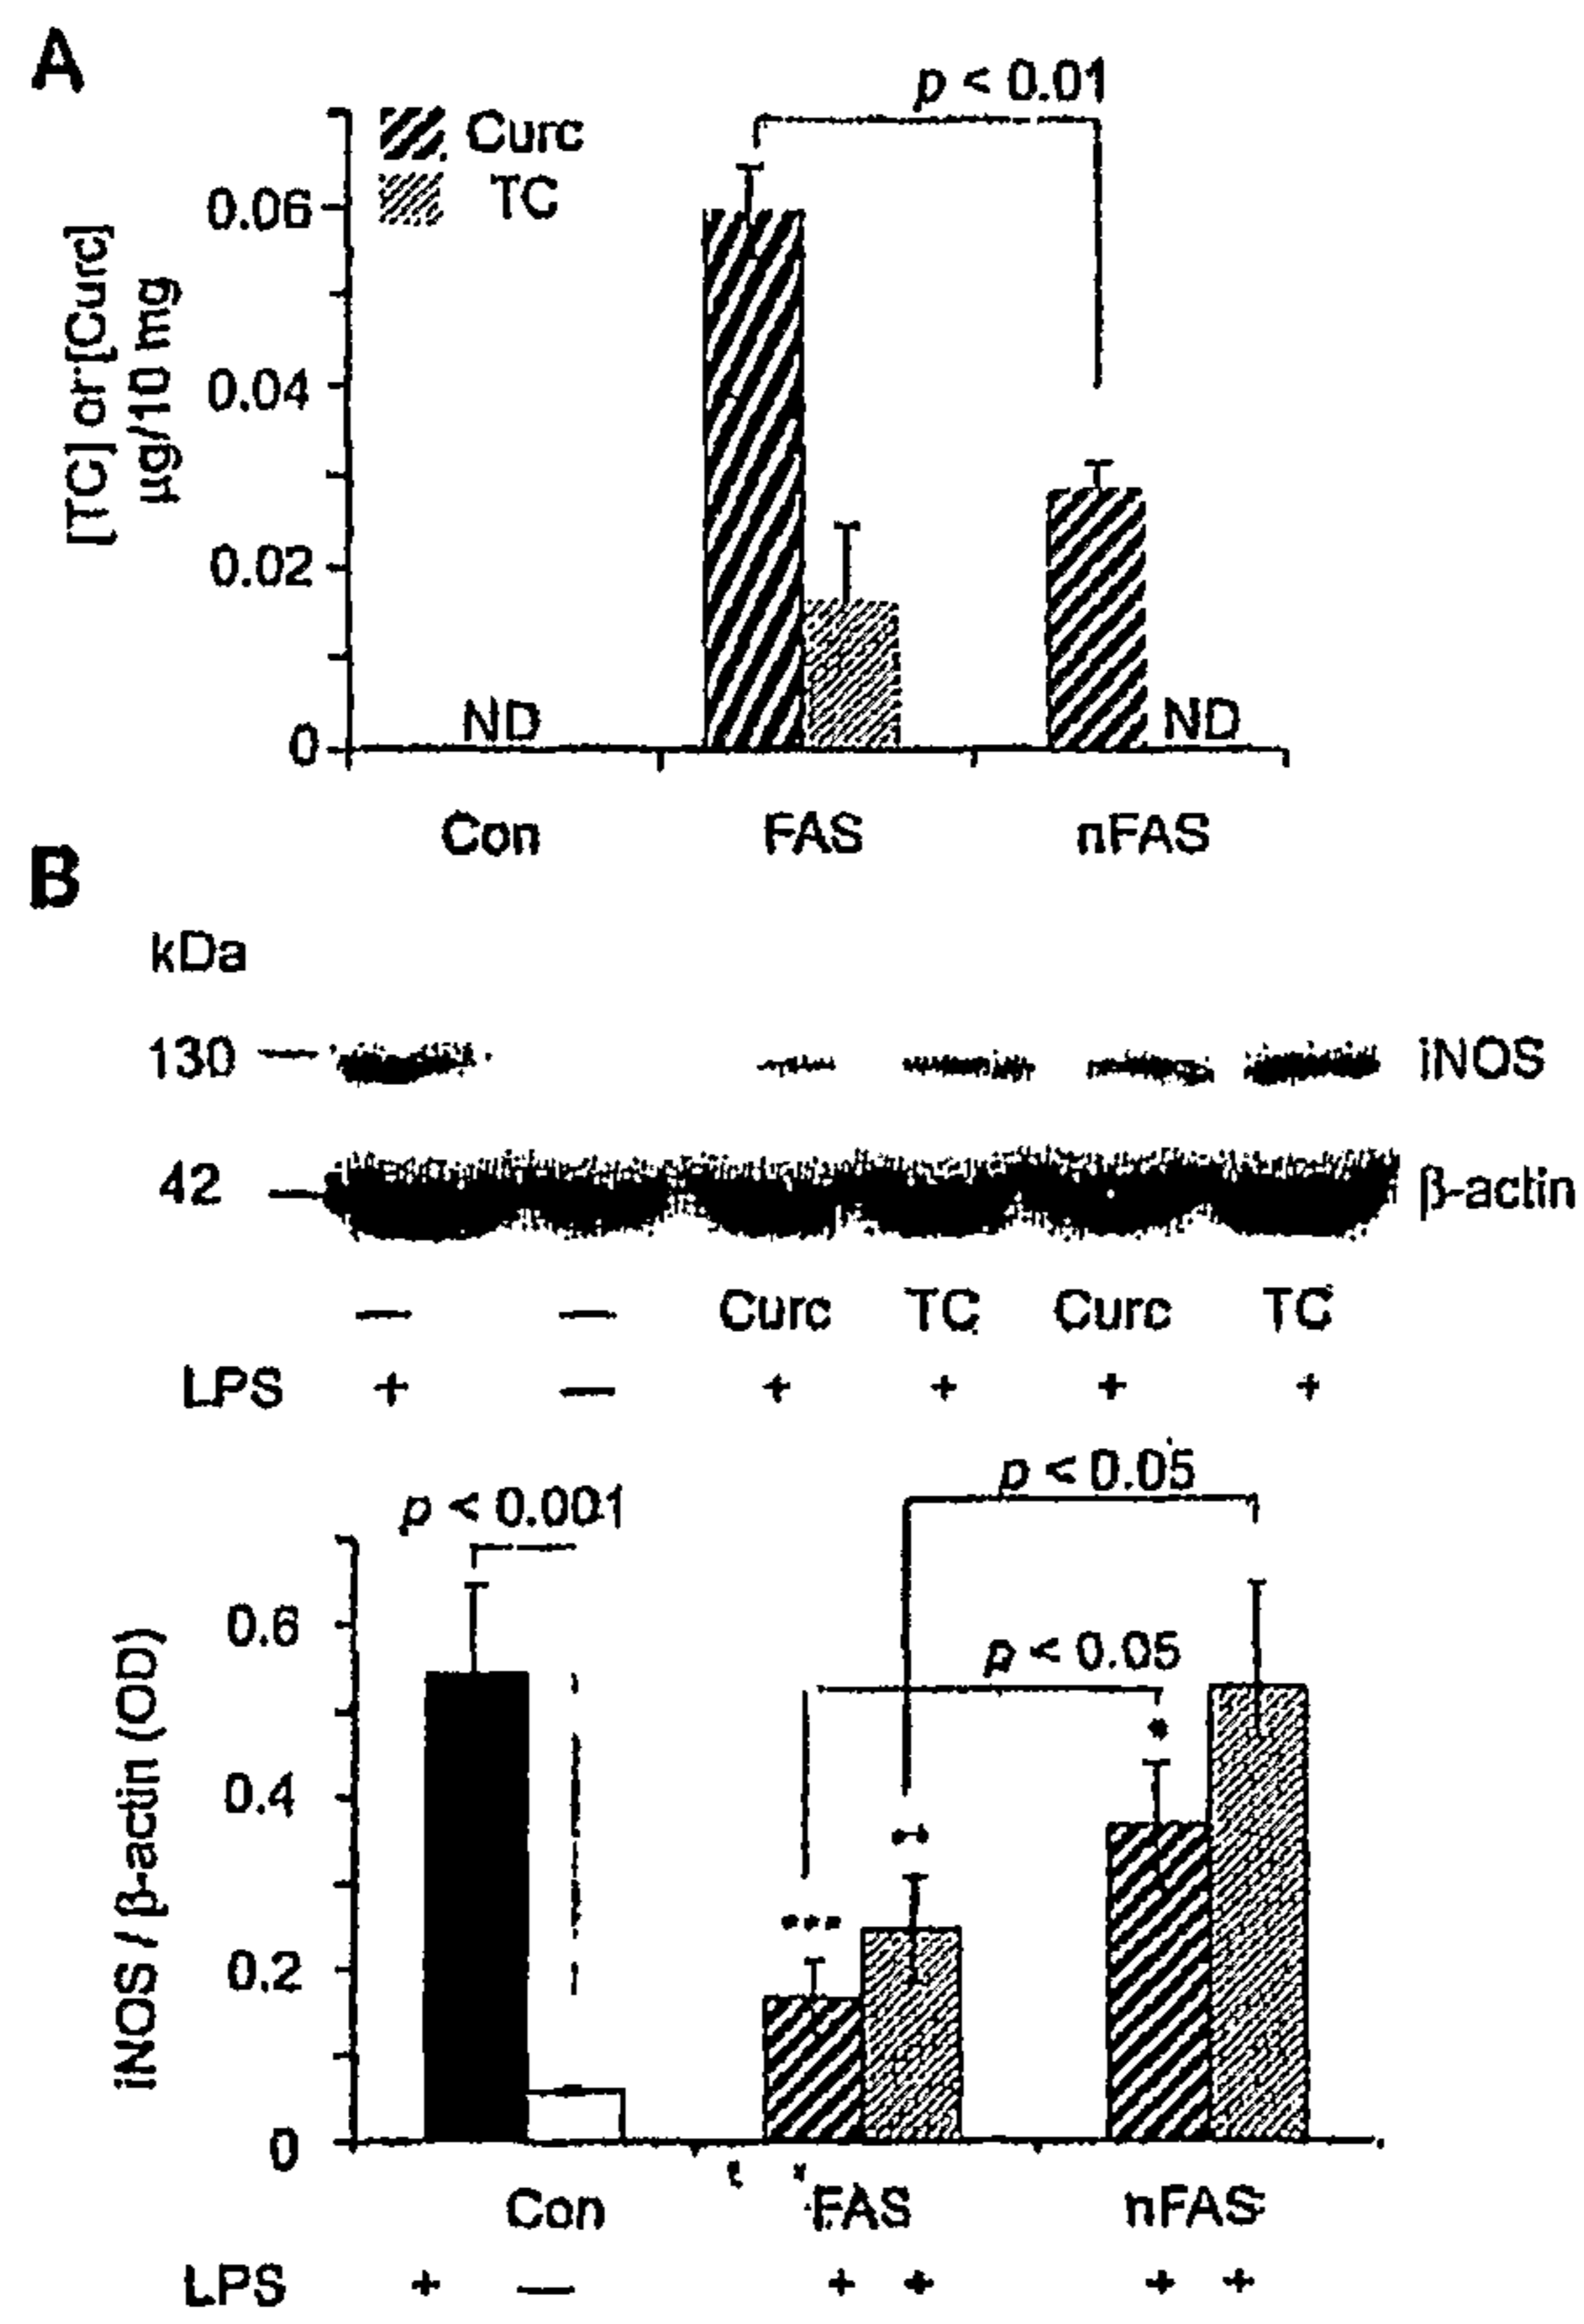 A
p < 0.01
Curc
TC
0.06
0.04
0.02
0
[TC] or [Curc]
µg/10 mg
ND
ND
Con FAS nFAS
B
kDa
130 iNOS
42 β-actin
— — Curc TC Curc TC
LPS + — + + + +
p < 0.05
p < 0.001
p < 0.05
0.6
0.4
0.2
0
iNOS / β-actin (OD)
*
***
Con FAS nFAS
LPS + — + + + +